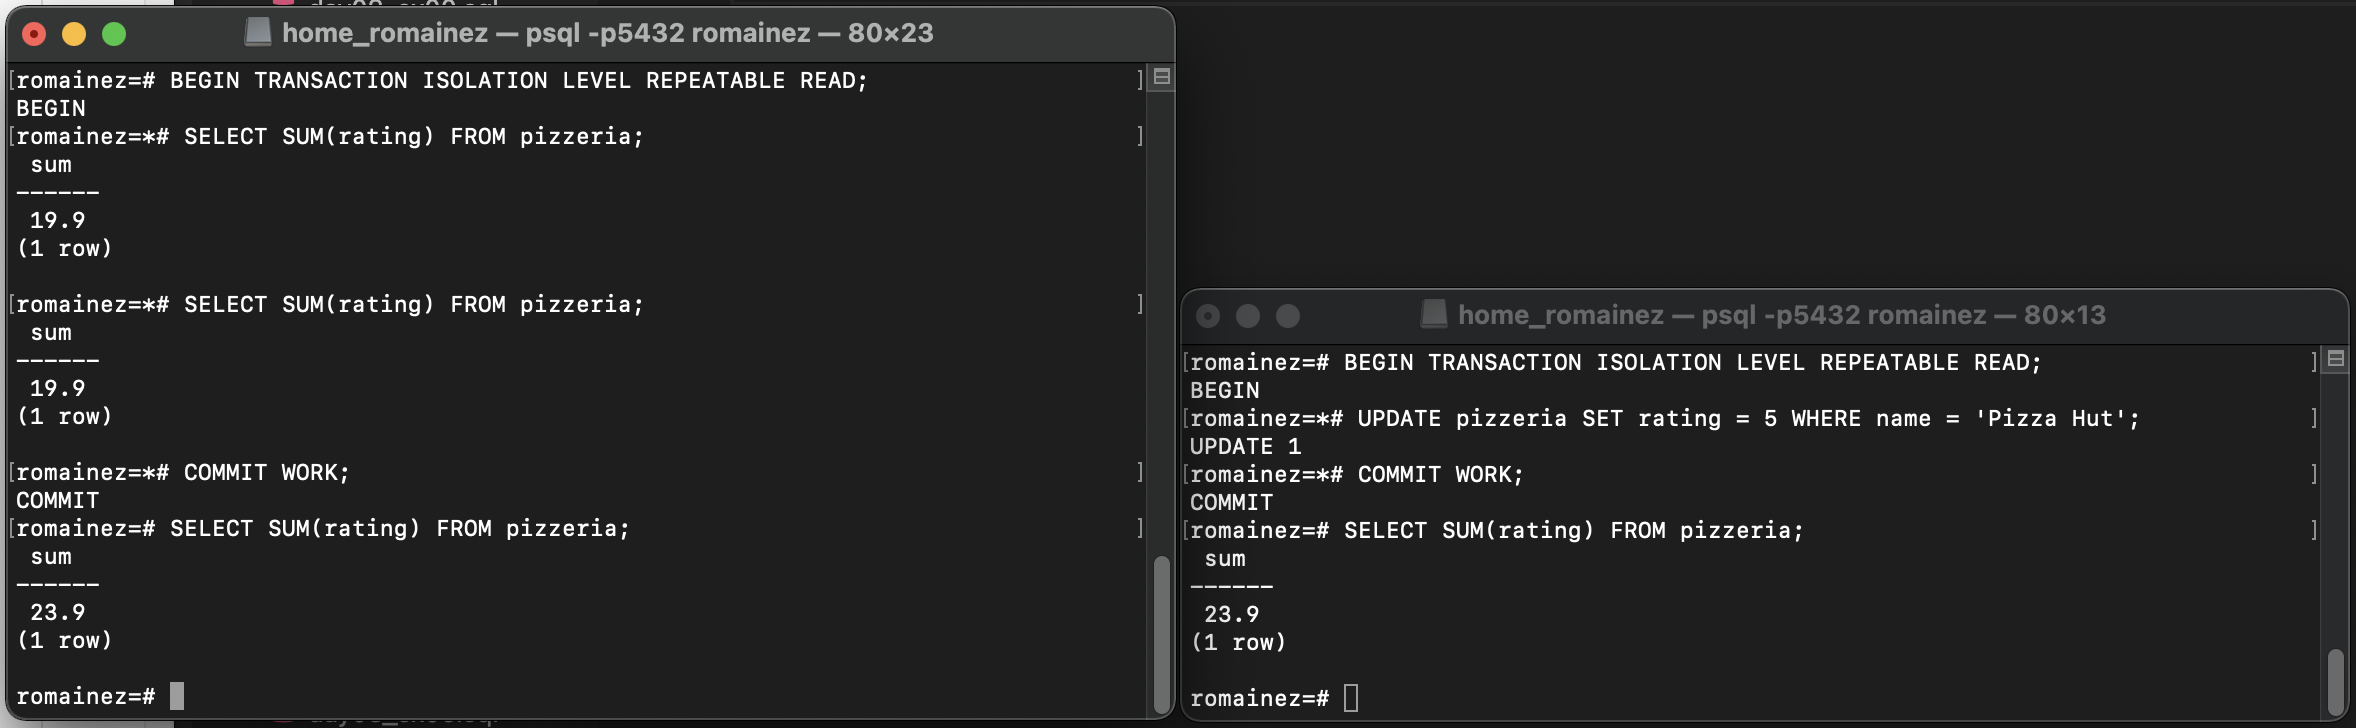 home_romainez — psql -p5432 romainez — 80×23
[romainez=# BEGIN TRANSACTION ISOLATION LEVEL REPEATABLE READ; ]
BEGIN
[romainez=*# SELECT SUM(rating) FROM pizzeria; ]
sum
------
19.9
(1 row)
[romainez=*# SELECT SUM(rating) FROM pizzeria; ]
sum
------
19.9
(1 row)
[romainez=*# COMMIT WORK; ]
COMMIT
[romainez=# SELECT SUM(rating) FROM pizzeria; ]
sum
------
23.9
(1 row)
romainez=#
home_romainez — psql -p5432 romainez — 80×13
[romainez=# BEGIN TRANSACTION ISOLATION LEVEL REPEATABLE READ; ]
BEGIN
[romainez=*# UPDATE pizzeria SET rating = 5 WHERE name = 'Pizza Hut'; ]
UPDATE 1
[romainez=*# COMMIT WORK; ]
COMMIT
[romainez=# SELECT SUM(rating) FROM pizzeria; ]
sum
------
23.9
(1 row)
romainez=#